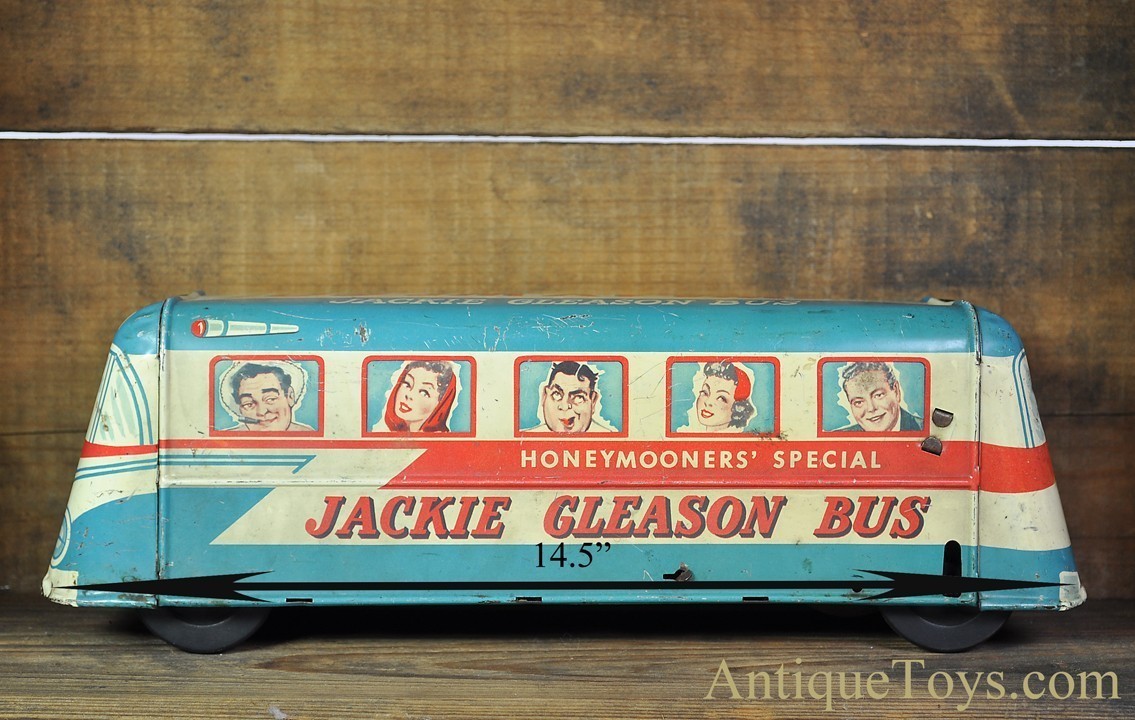 JACKIE GLEASON BUS
1
HONEYMOONERS' SPECIAL
JACKIE GLEASON BUS
14.5”
AntiqueToys.com